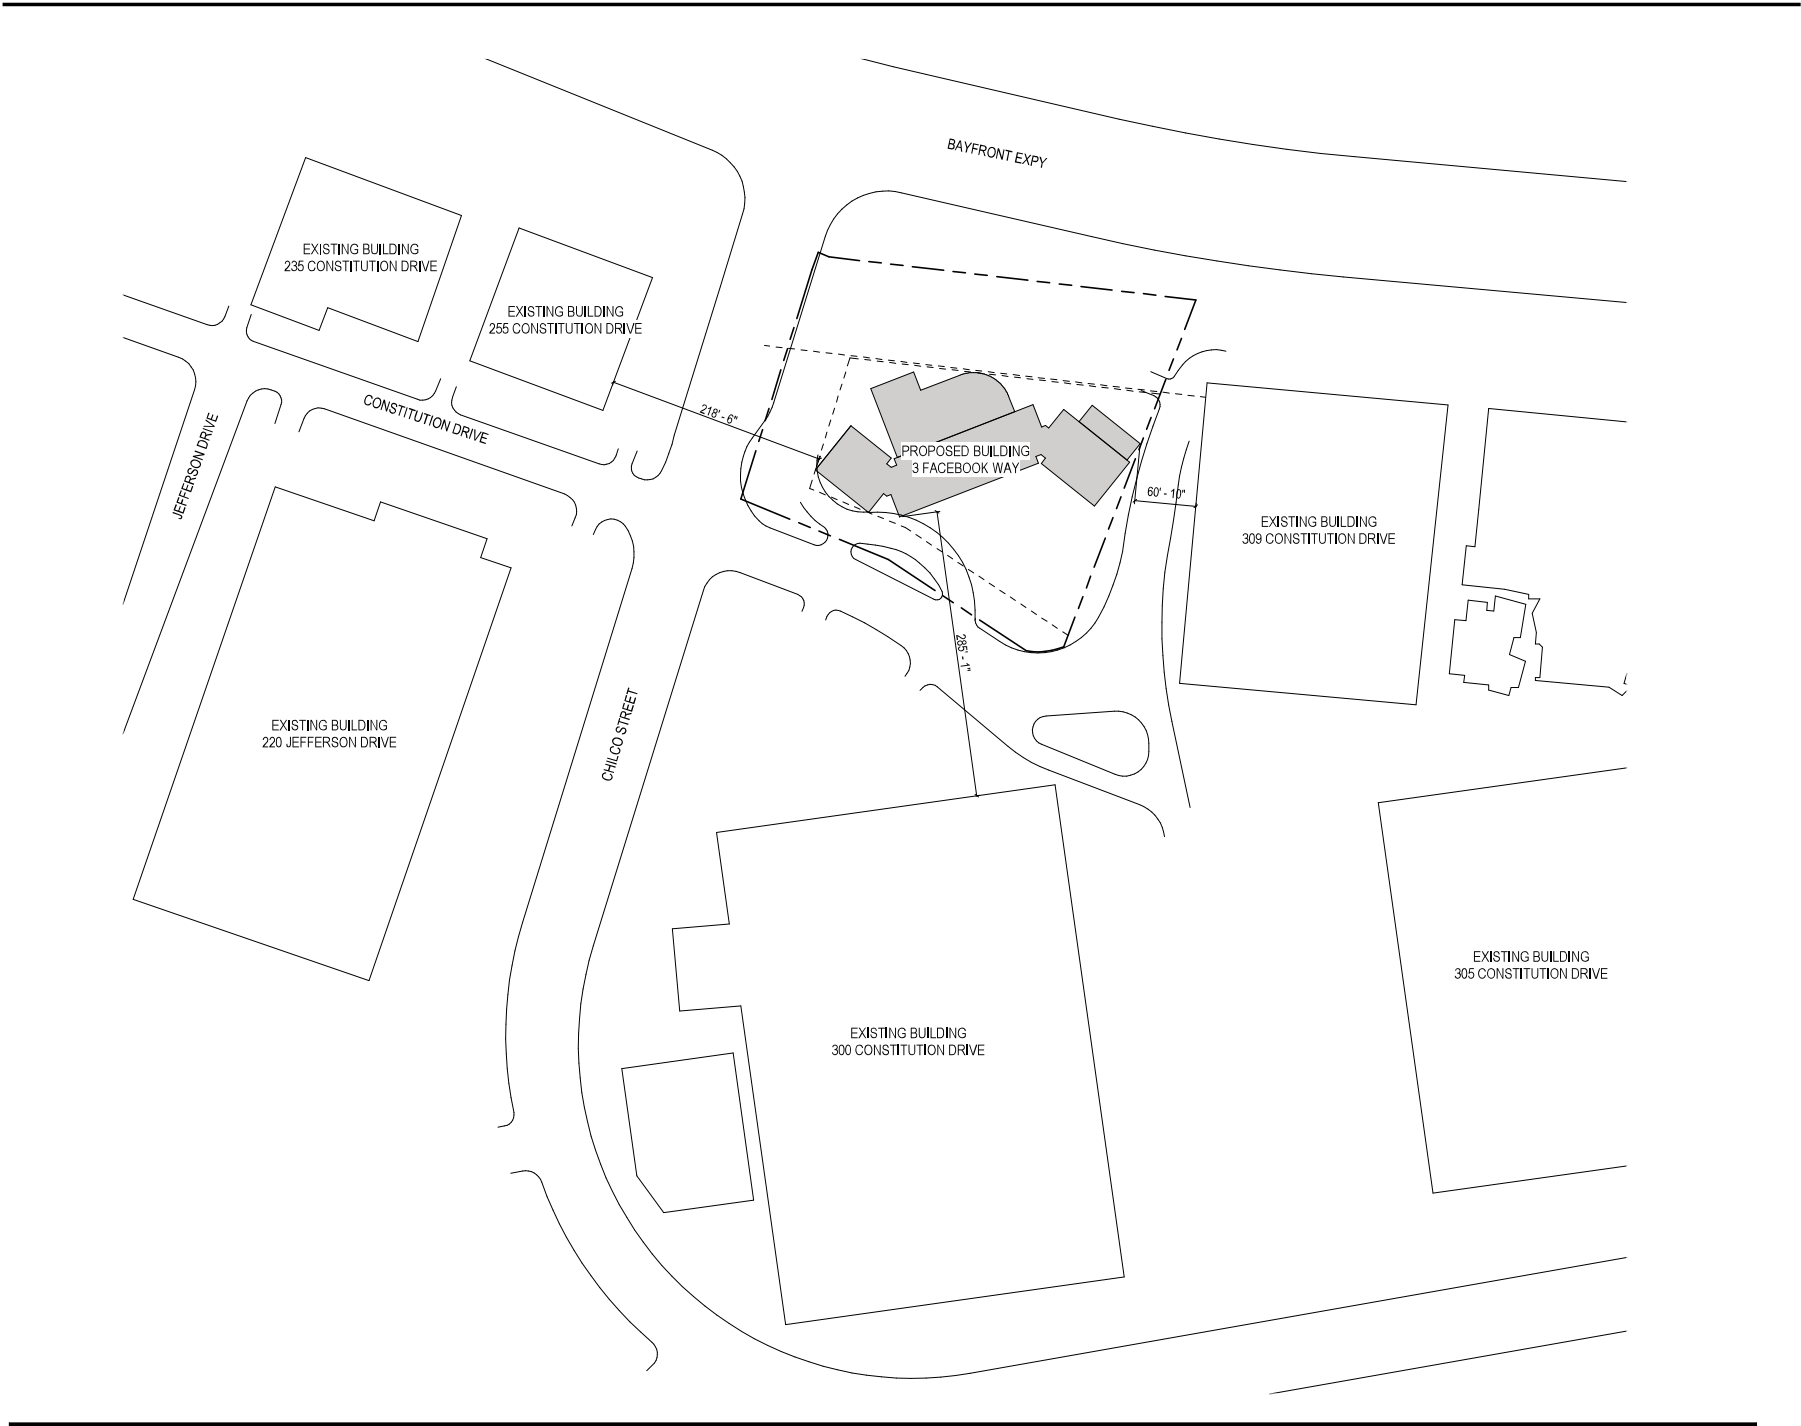 BAYFRONT EXPY
EXISTING BUILDING
235 CONSTITUTION DRIVE
EXISTING BUILDING
255 CONSTITUTION DRIVE
CONSTITUTION DRIVE
JEFFERSON DRIVE
218' - 6"
PROPOSED BUILDING
3 FACEBOOK WAY
60' - 10"
EXISTING BUILDING
309 CONSTITUTION DRIVE
285' - 1"
EXISTING BUILDING
220 JEFFERSON DRIVE
CHILCO STREET
EXISTING BUILDING
305 CONSTITUTION DRIVE
EXISTING BUILDING
300 CONSTITUTION DRIVE